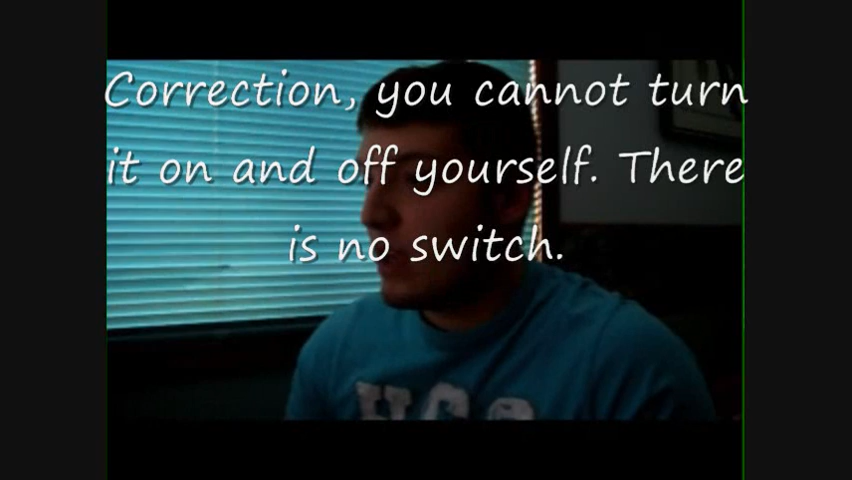 Correction, you cannot turn
it on and off yourself. There
is no switch.